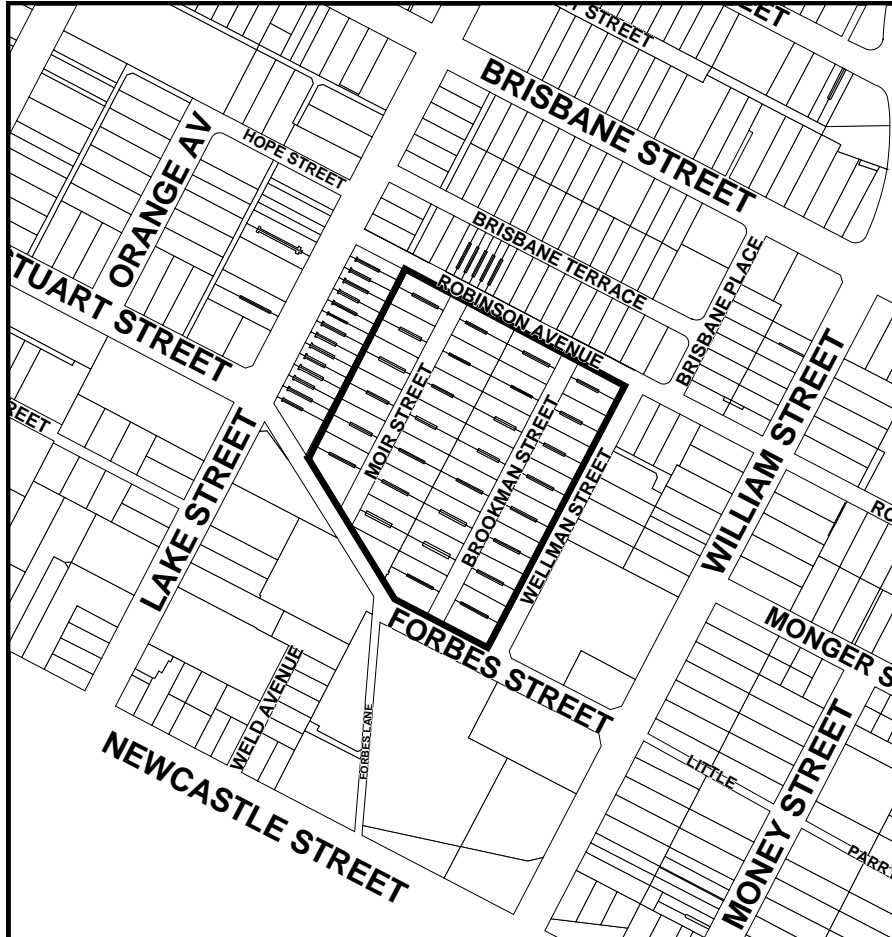 STREET
BRISBANE STREET
ORANGE AV
HOPE STREET
BRISBANE TERRACE
BRISBANE PLACE
STUART STREET
ROBINSON AVENUE
WILLIAM STREET
MOIR STREET
BROOKMAN STREET
WELLMAN STREET
LAKE STREET
FORBES STREET
MONGER S
WELD AVENUE
FORBES LANE
NEWCASTLE STREET
LITTLE
MONEY STREET
PARRY